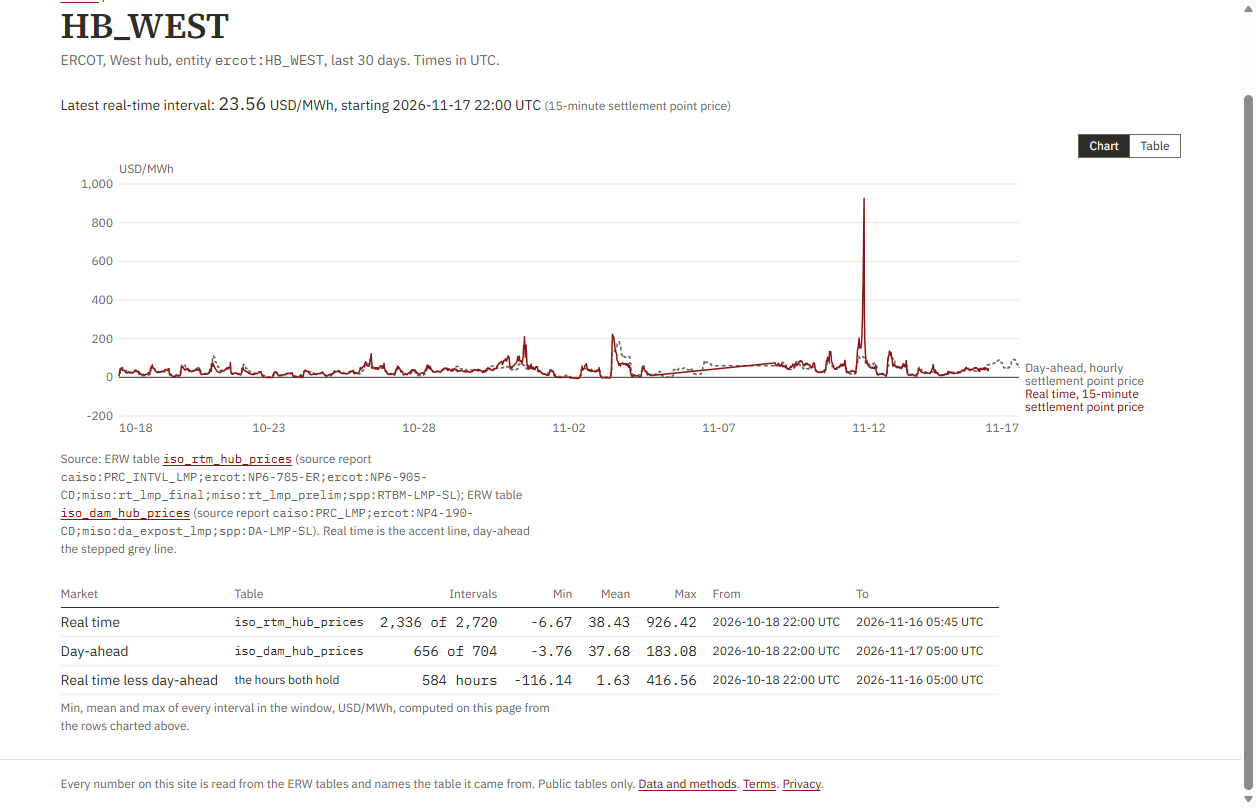 HB_WEST
ERCOT, West hub, entity ercot:HB_WEST, last 30 days. Times in UTC.
Latest real-time interval: 23.56 USD/MWh, starting 2026-11-17 22:00 UTC (15-minute settlement point price)
Chart Table
USD/MWh
1,000
800
600
400
200
0
-200
10-18 10-23 10-28 11-02 11-07 11-12 11-17
Day-ahead, hourly
settlement point price
Real time, 15-minute
settlement point price
Source: ERW table iso_rtm_hub_prices (source report
caiso:PRC_INTVL_LMP;ercot:NP6-785-ER;ercot:NP6-905-
CD;miso:rt_lmp_final;miso:rt_lmp_prelim;spp:RTBM-LMP-SL); ERW table
iso_dam_hub_prices (source report caiso:PRC_LMP;ercot:NP4-190-
CD;miso:da_expost_lmp;spp:DA-LMP-SL). Real time is the accent line, day-ahead
the stepped grey line.
Market Table Intervals Min Mean Max From To
Real time iso_rtm_hub_prices 2,336 of 2,720 -6.67 38.43 926.42 2026-10-18 22:00 UTC 2026-11-16 05:45 UTC
Day-ahead iso_dam_hub_prices 656 of 704 -3.76 37.68 183.08 2026-10-18 22:00 UTC 2026-11-17 05:00 UTC
Real time less day-ahead the hours both hold 584 hours -116.14 1.63 416.56 2026-10-18 22:00 UTC 2026-11-16 05:00 UTC
Min, mean and max of every interval in the window, USD/MWh, computed on this page from
the rows charted above.
Every number on this site is read from the ERW tables and names the table it came from. Public tables only. Data and methods. Terms. Privacy.